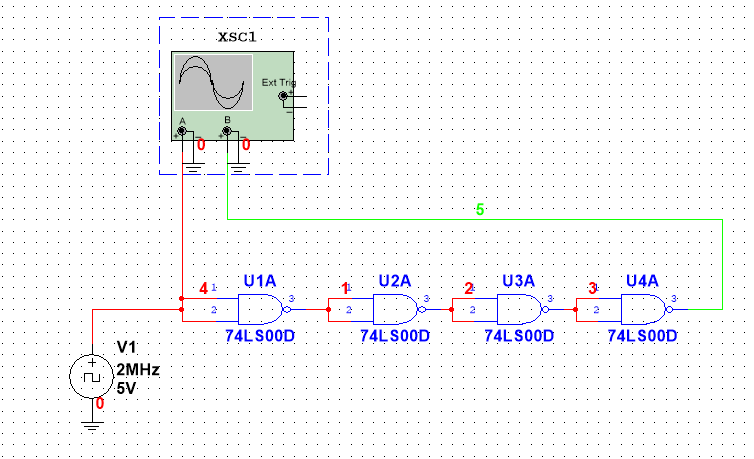 XSC1
Ext Trig
+
−
A
B
+
−
+
−
0
0
5
4
1
2
U1A
3
74LS00D
1
1
2
U2A
3
74LS00D
2
1
2
U3A
3
74LS00D
3
1
2
U4A
3
74LS00D
V1
+
2MHz
5V
0